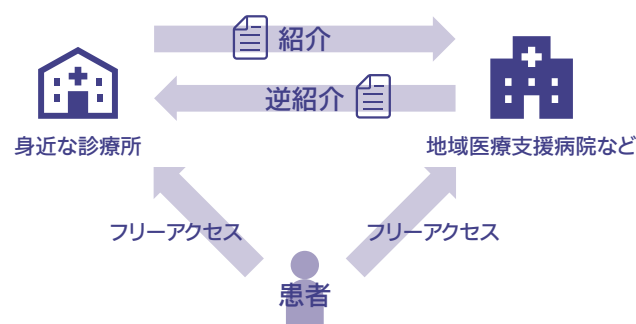 紹介
逆紹介
身近な診療所
地域医療支援病院など
フリーアクセス
フリーアクセス
患者